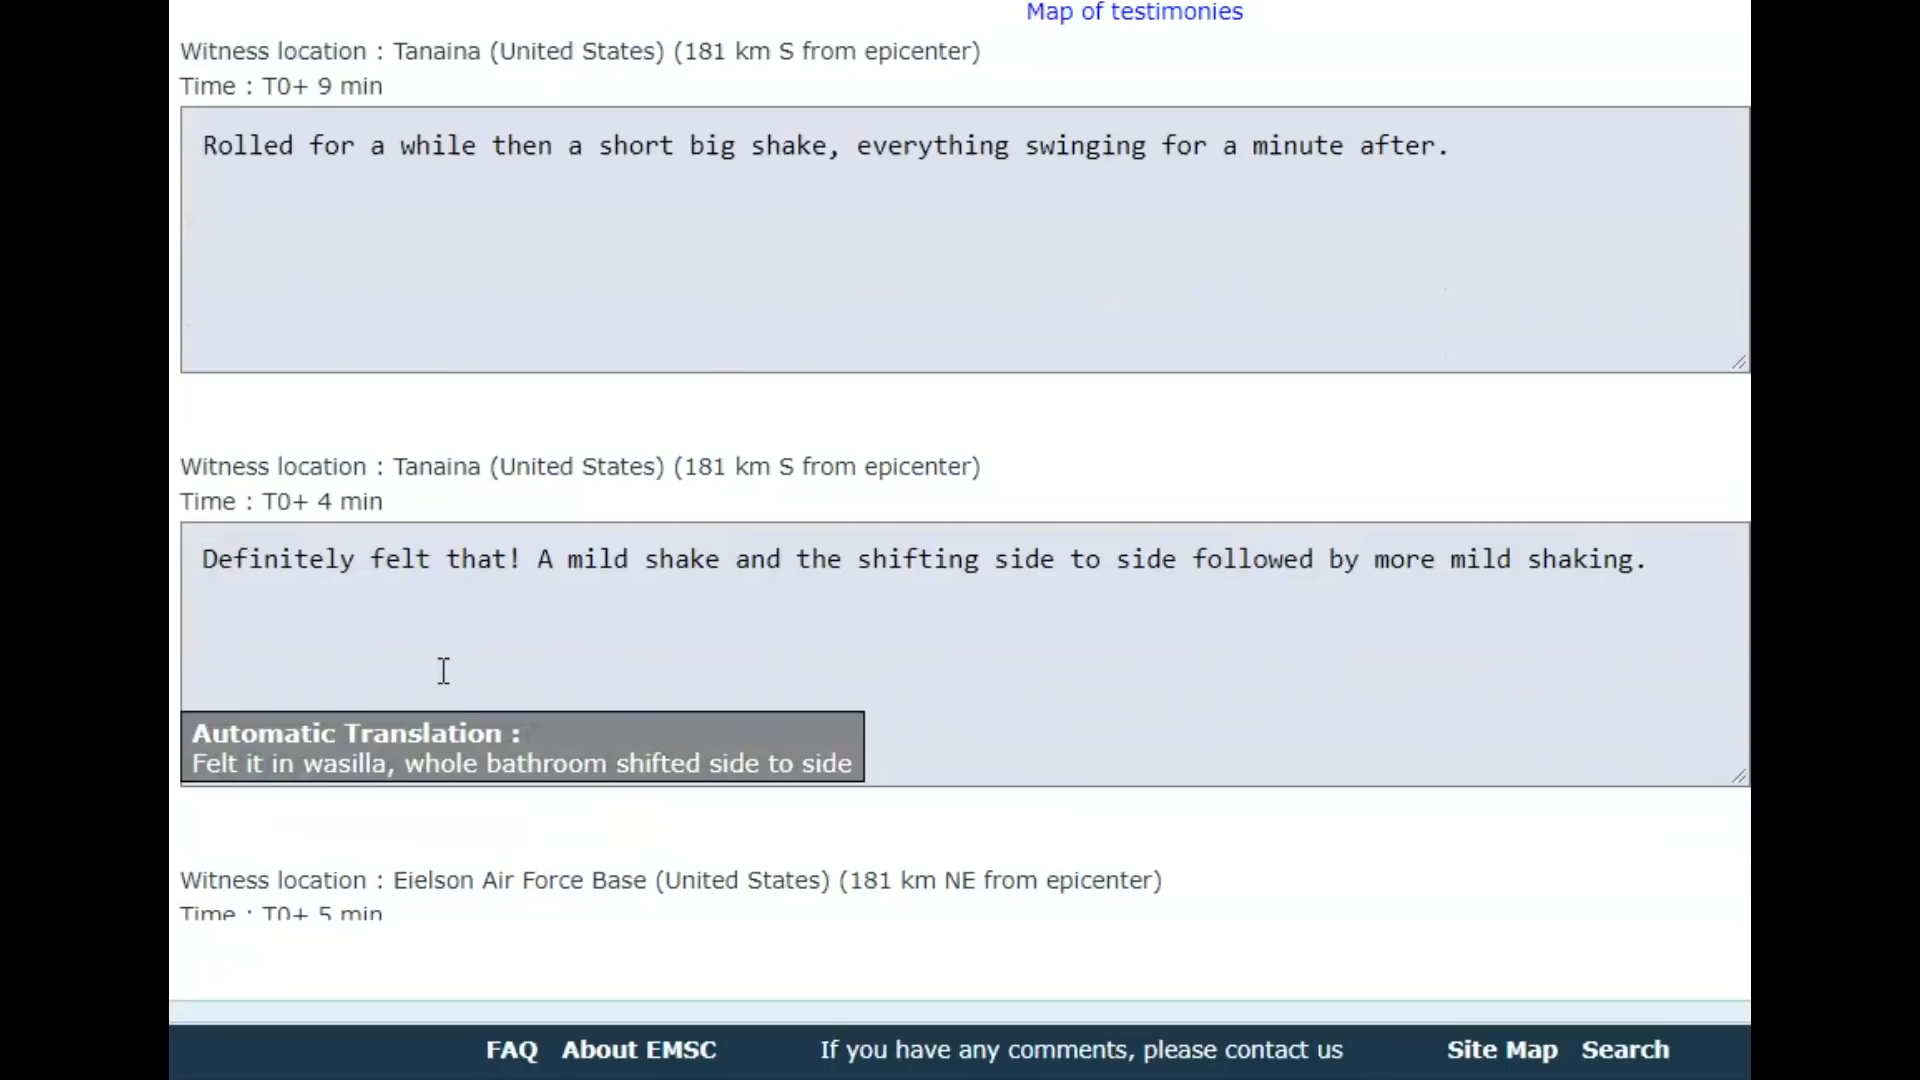 Map of testimonies
Witness location : Tanaina (United States) (181 km S from epicenter)
Time : T0+ 9 min
Rolled for a while then a short big shake, everything swinging for a minute after.
Witness location : Tanaina (United States) (181 km S from epicenter)
Time : T0+ 4 min
Definitely felt that! A mild shake and the shifting side to side followed by more mild shaking.
Automatic Translation :
Felt it in wasilla, whole bathroom shifted side to side
Witness location : Eielson Air Force Base (United States) (181 km NE from epicenter)
Time : T0+ 5 min
FAQ About EMSC If you have any comments, please contact us Site Map Search